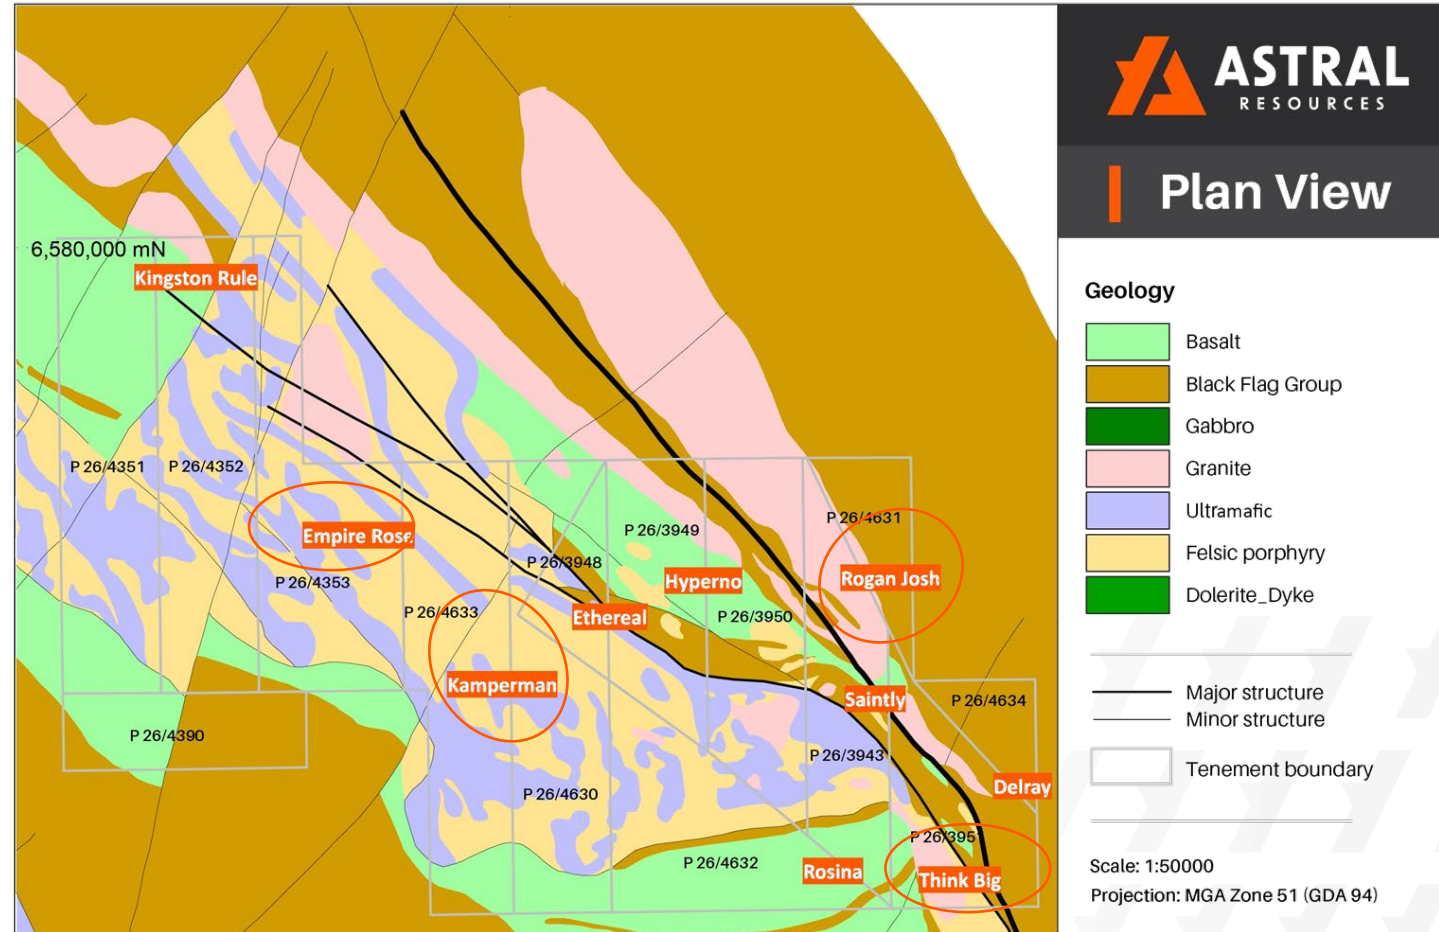 ASTRAL
RESOURCES
Plan View
6,580,000 mN
Kingston Rule
P 26/4351
P 26/4352
Empire Rose
P 26/4353
P 26/4633
Kamperman
P 26/4390
P 26/4630
P 26/3948
Ethereal
P 26/3949
Hyperno
P 26/3950
P 26/4631
Rogan Josh
Saintly
P 26/4634
P 26/3943
Delray
P 26/4632
Rosina
P 26/395
Think Big
Geology
Basalt
Black Flag Group
Gabbro
Granite
Ultramafic
Felsic porphyry
Dolerite_Dyke
Major structure
Minor structure
Tenement boundary
Scale: 1:50000
Projection: MGA Zone 51 (GDA 94)